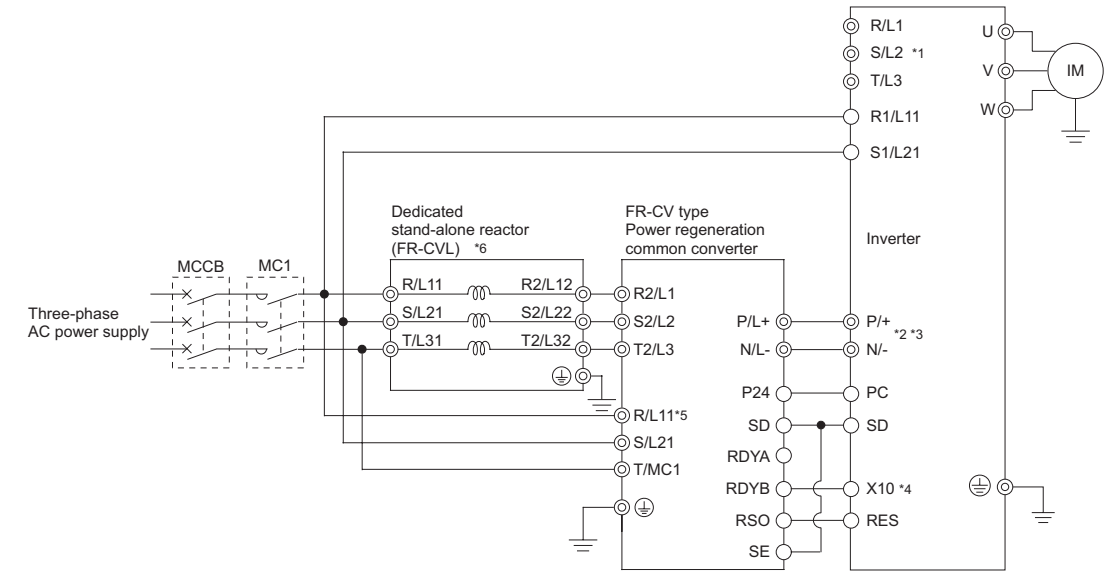 R/L1
S/L2 *1
T/L3
R1/L11
S1/L21
U
V
W
IM
Inverter
Dedicated
stand-alone reactor
(FR-CVL) *6
FR-CV type
Power regeneration
common converter
MCCB
MC1
Three-phase
AC power supply
R/L11
R2/L12
S/L21
S2/L22
T/L31
T2/L32
R2/L1
S2/L2
T2/L3
R/L11*5
S/L21
T/MC1
P/L+
N/L-
P24
SD
RDYA
RDYB
RSO
SE
P/+
*2 *3
N/-
PC
SD
X10 *4
RES